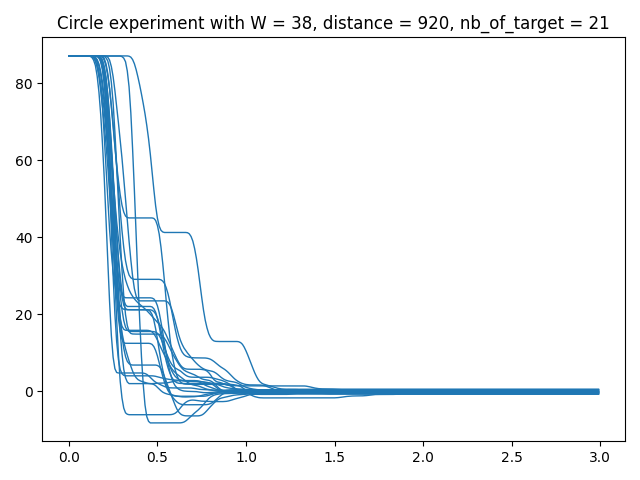 Circle experiment with W = 38, distance = 920, nb_of_target = 21
80
60
40
20
0
0.0 0.5 1.0 1.5 2.0 2.5 3.0